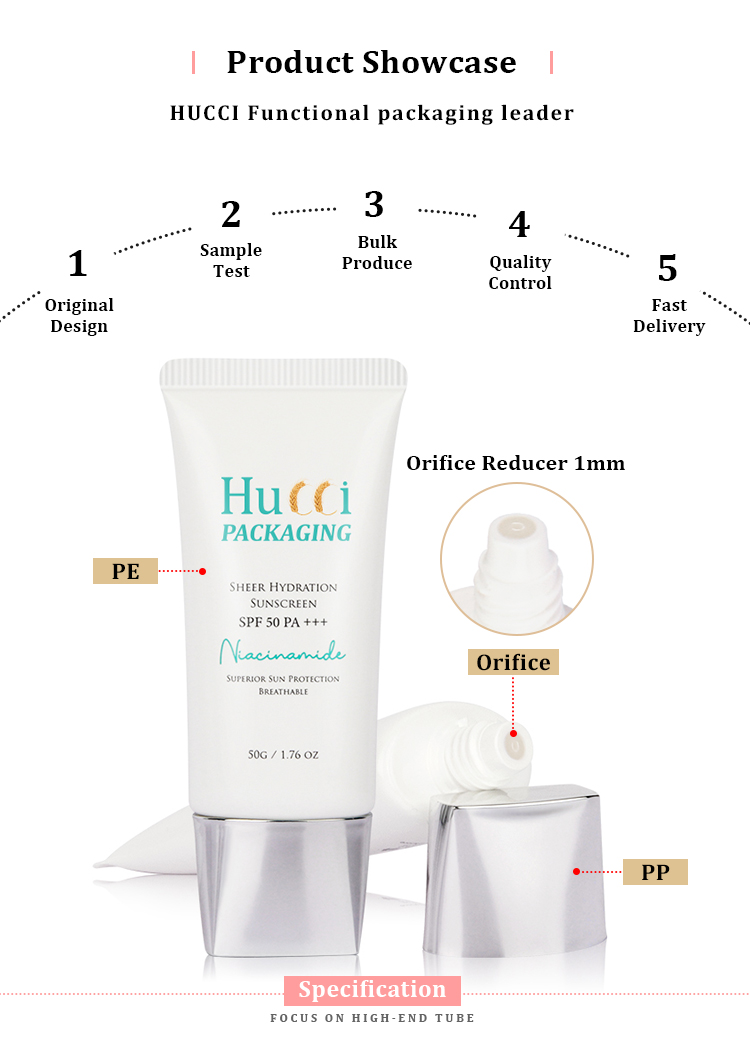 Product Showcase
HUCCI Functional packaging leader
1
Original
Design
2
Sample
Test
3
Bulk
Produce
4
Quality
Control
5
Fast
Delivery
Orifice Reducer 1mm
Hucci
PACKAGING
PE
SHEER HYDRATION
SUNSCREEN
SPF 50 PA +++
Niacinamide
SUPERIOR SUN PROTECTION
BREATHABLE
50G / 1.76 OZ
Orifice
PP
Specification
FOCUS ON HIGH-END TUBE